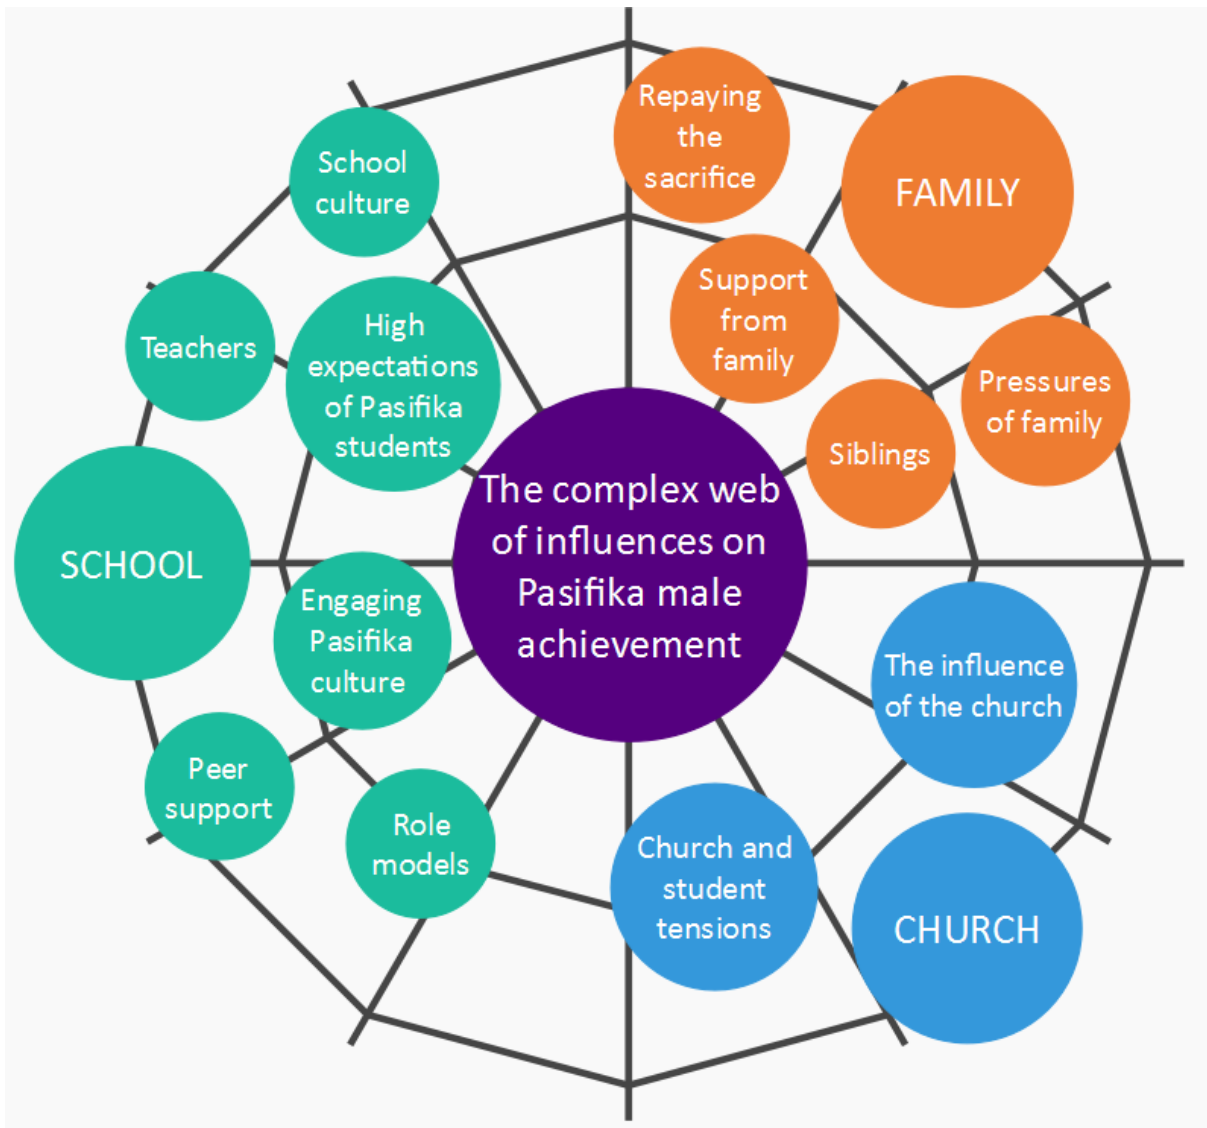 Repaying
the
sacrifice
FAMILY
School
culture
Support
from
family
Teachers
High
expectations
of Pasifika
students
Pressures
of family
Siblings
The complex web
of influences on
Pasifika male
achievement
SCHOOL
Engaging
Pasifika
culture
The influence
of the church
Peer
support
Role
models
Church and
student
tensions
CHURCH